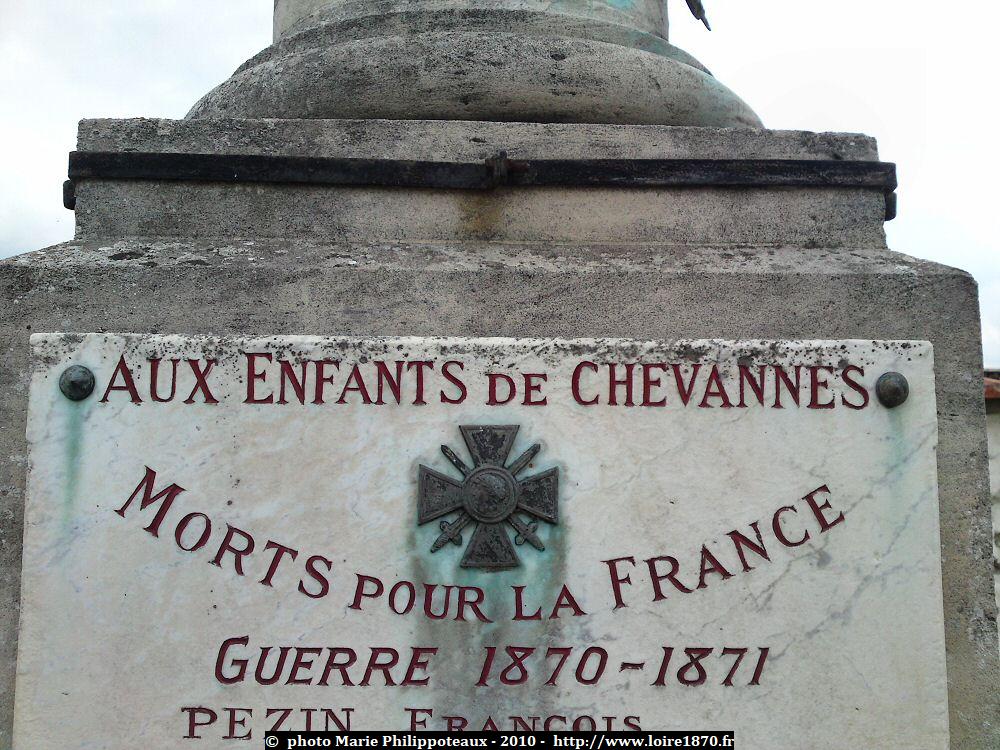 AUX ENFANTS DE CHEVANNES
MORTS POUR LA FRANCE
GUERRE 1870-1871
PEZIN FRANÇOIS
© photo Marie Philippoteaux - 2010 - http://www.loire1870.fr